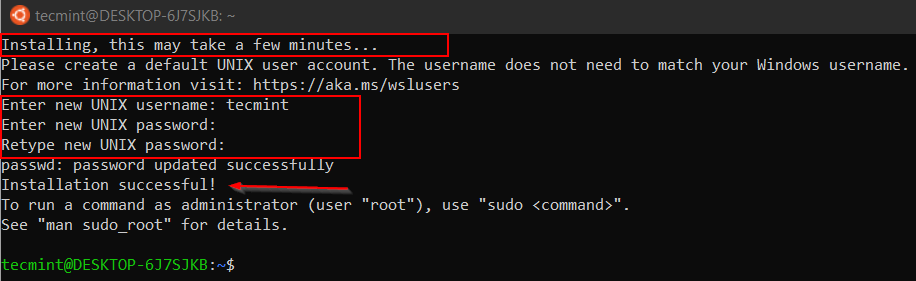 tecmint@DESKTOP-6J7SJKB: ~
Installing, this may take a few minutes...
Please create a default UNIX user account. The username does not need to match your Windows username.
For more information visit: https://aka.ms/wslusers
Enter new UNIX username: tecmint
Enter new UNIX password:
Retype new UNIX password:
passwd: password updated successfully
Installation successful!
To run a command as administrator (user "root"), use "sudo <command>".
See "man sudo_root" for details.
tecmint@DESKTOP-6J7SJKB:~$